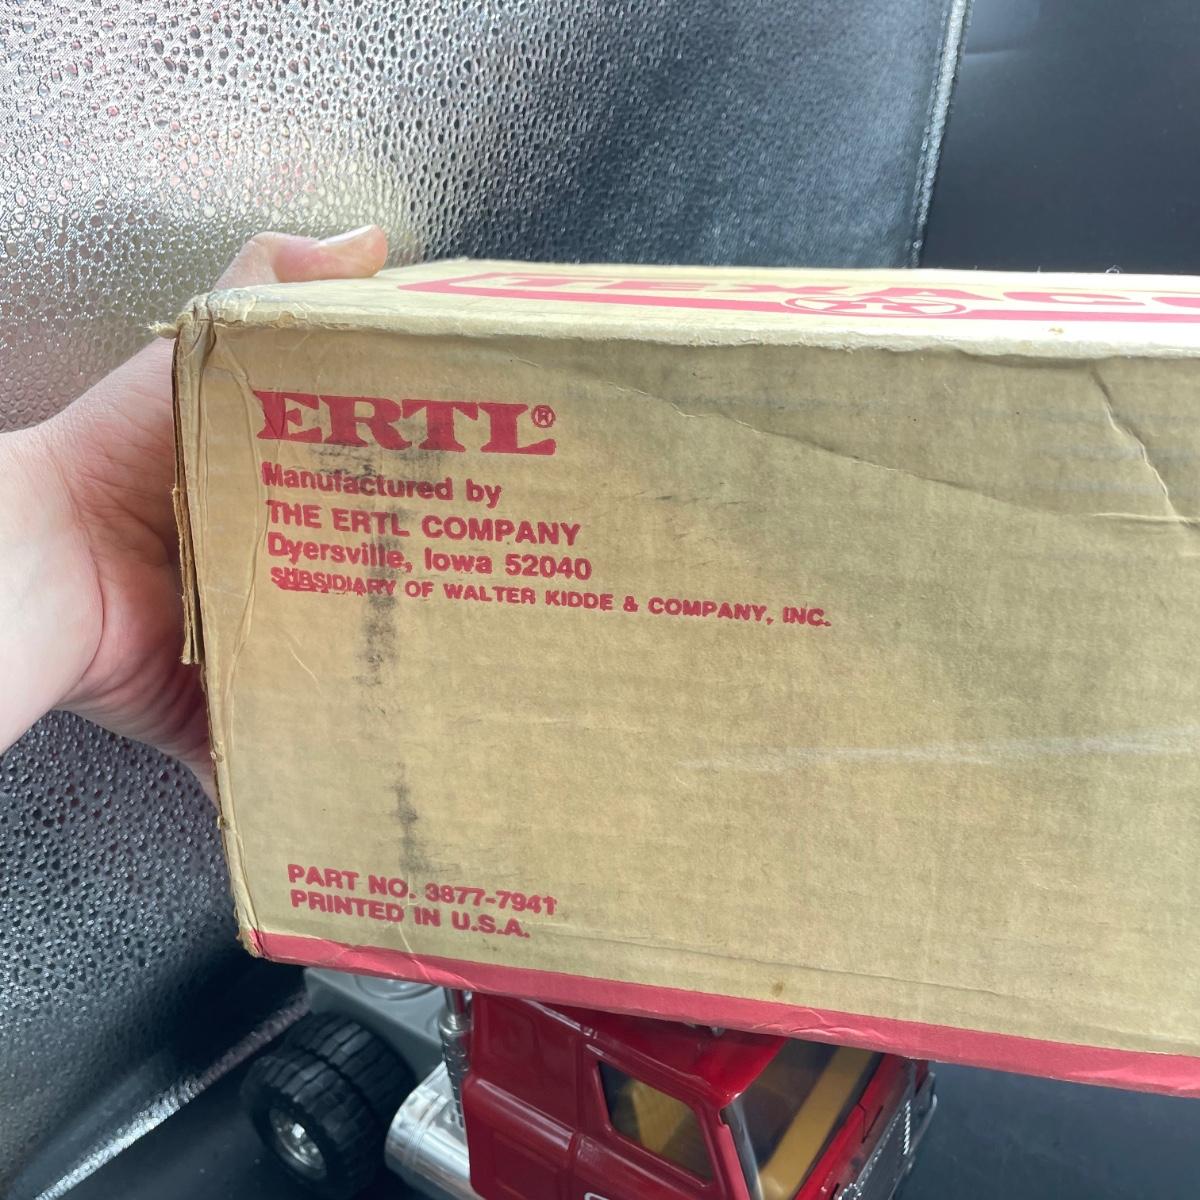 TEXACO
ERTL®
Manufactured by
THE ERTL COMPANY
Dyersville, Iowa 52040
SUBSIDIARY OF WALTER KIDDE & COMPANY, INC.
PART NO. 3877-7941
PRINTED IN U.S.A.